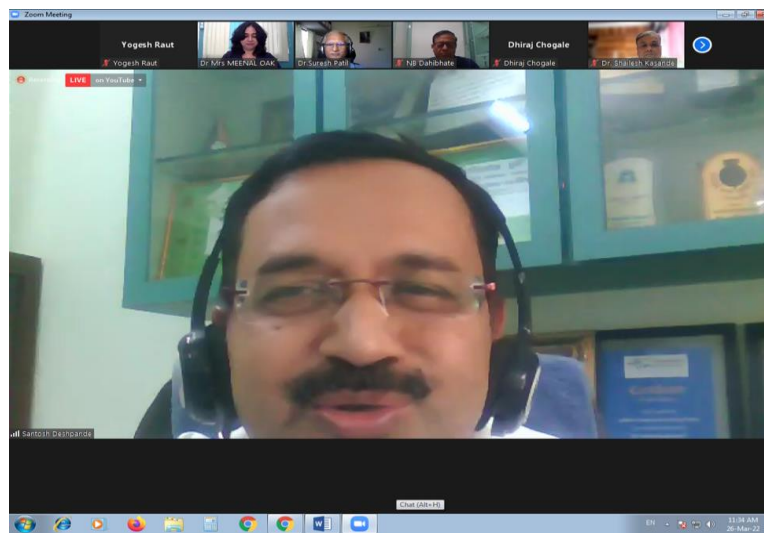 Zoom Meeting
Yogesh Raut
Dhiraj Chogale
Yogesh Raut
Dr Mrs MEENAL OAK
Dr.Suresh Patil
NB Dahibhate
Dhiraj Chogale
Dr. Shailesh Kasande
LIVE on YouTube
Santosh Deshpande
Chat (Alt+H)
EN
11:34 AM
26-Mar-22